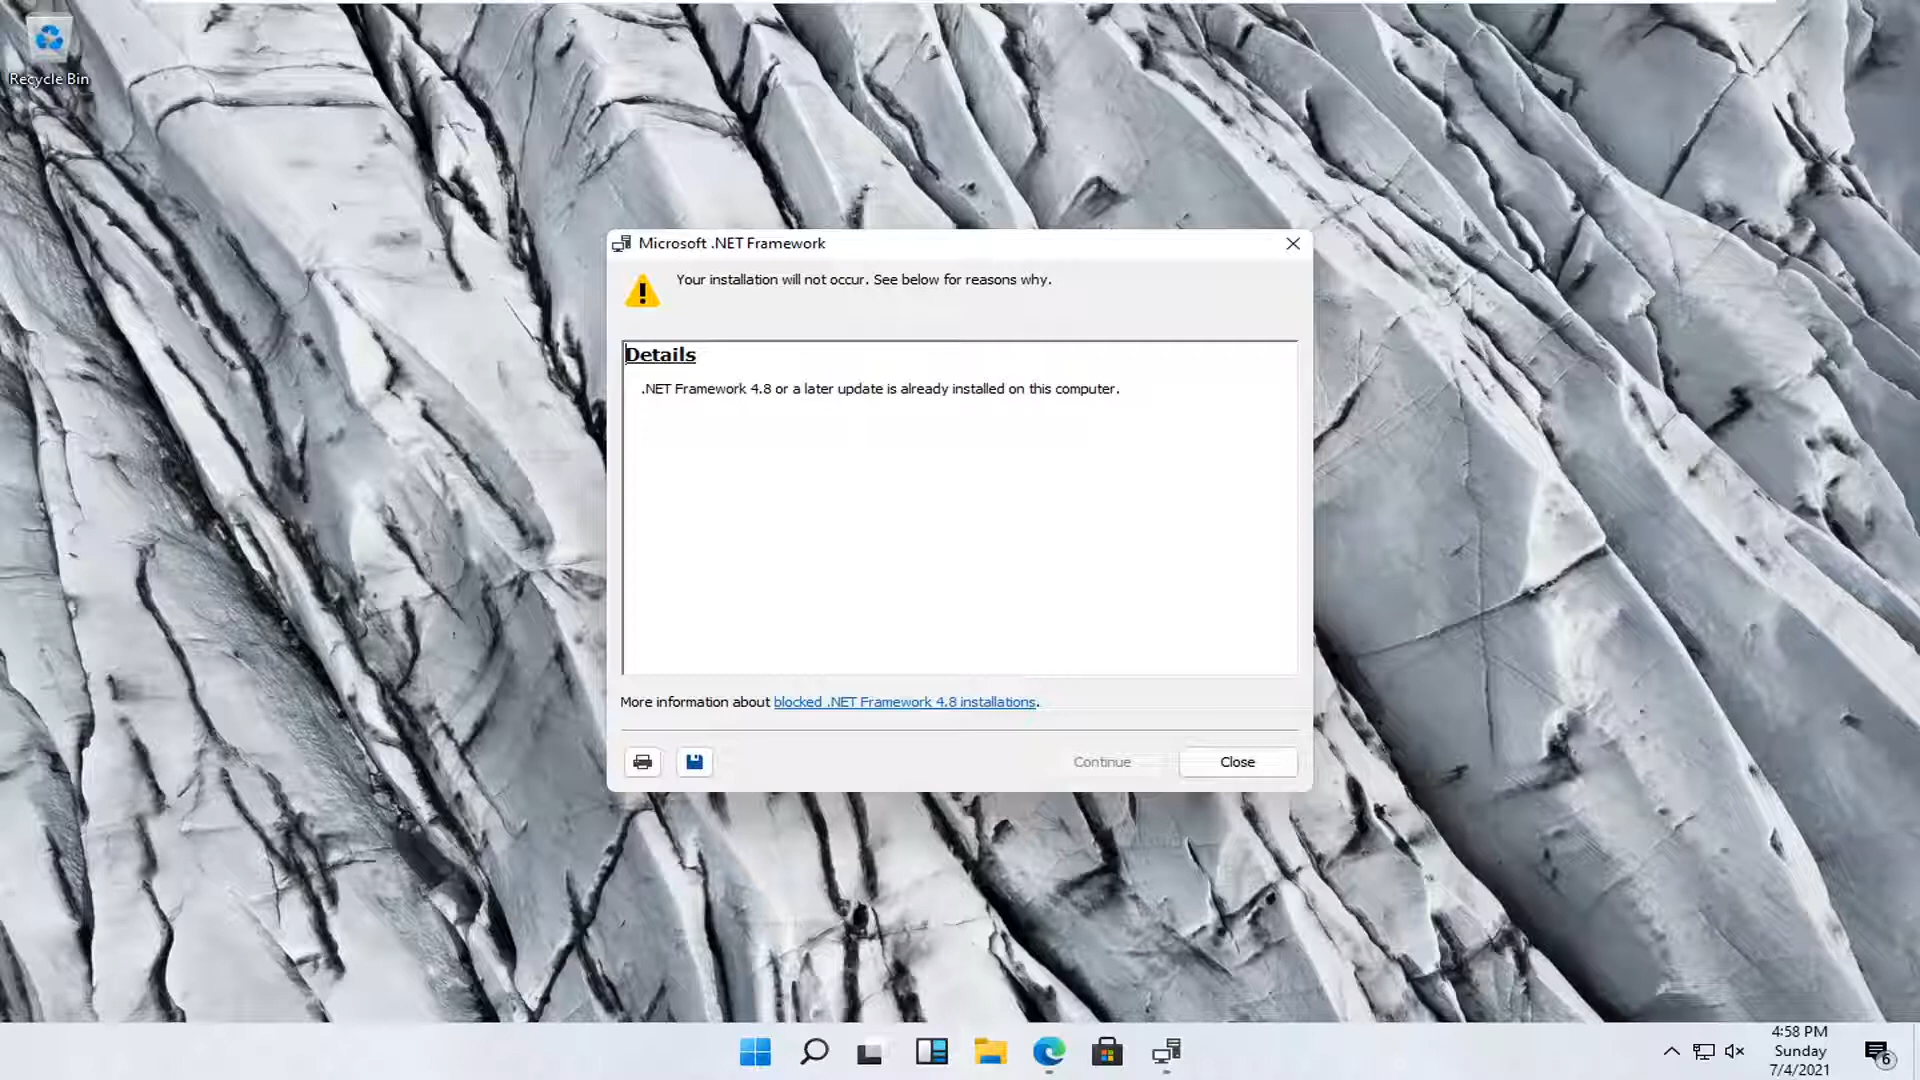 Recycle Bin
Microsoft .NET Framework
Your installation will not occur. See below for reasons why.
Details
.NET Framework 4.8 or a later update is already installed on this computer.
More information about blocked .NET Framework 4.8 installations.
Continue
Close
4:58 PM
Sunday
7/4/2021
6